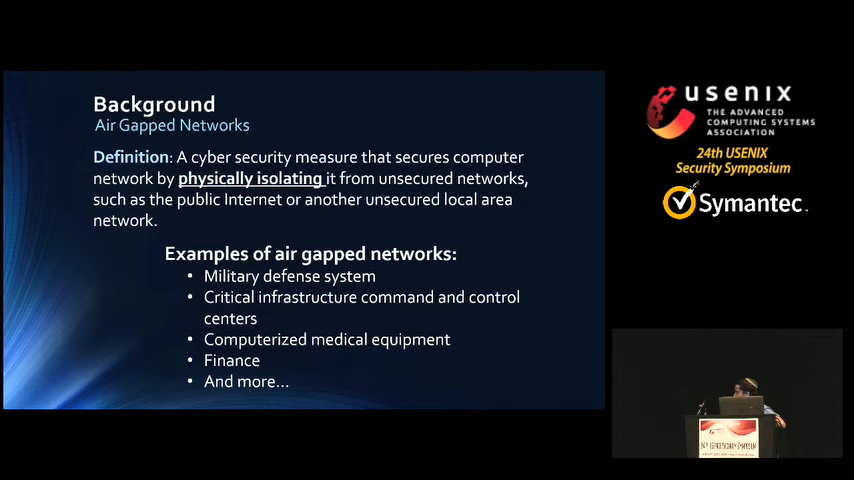 Background
Air Gapped Networks
Definition: A cyber security measure that secures computer
network by physically isolating it from unsecured networks,
such as the public Internet or another unsecured local area
network.
Examples of air gapped networks:
• Military defense system
• Critical infrastructure command and control
centers
• Computerized medical equipment
• Finance
• And more...
usenix
THE ADVANCED
COMPUTING SYSTEMS
ASSOCIATION
24th USENIX
Security Symposium
Symantec.